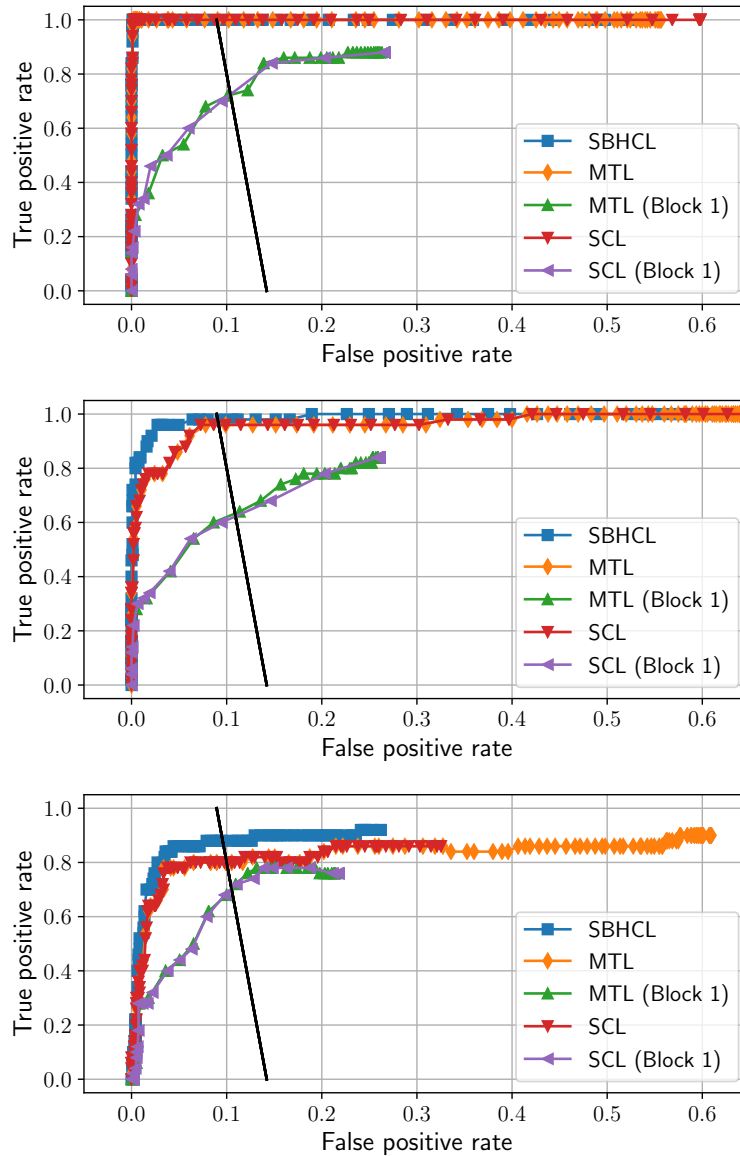 1.0
0.8
0.6
0.4
0.2
0.0
True positive rate
SBHCL
MTL
MTL (Block 1)
SCL
SCL (Block 1)
0.0 0.1 0.2 0.3 0.4 0.5 0.6
False positive rate
1.0
0.8
0.6
0.4
0.2
0.0
True positive rate
SBHCL
MTL
MTL (Block 1)
SCL
SCL (Block 1)
0.0 0.1 0.2 0.3 0.4 0.5 0.6
False positive rate
1.0
0.8
0.6
0.4
0.2
0.0
True positive rate
SBHCL
MTL
MTL (Block 1)
SCL
SCL (Block 1)
0.0 0.1 0.2 0.3 0.4 0.5 0.6
False positive rate